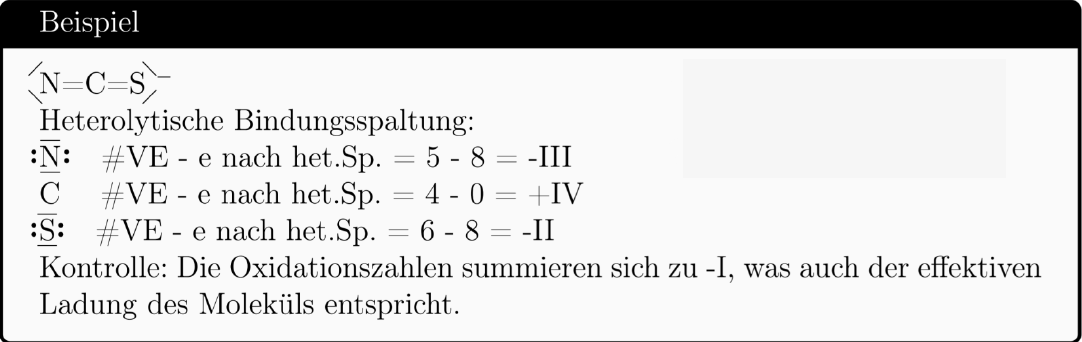 Beispiel
N=C=S⁻
Heterolytische Bindungsspaltung:
:N: #VE - e nach het.Sp. = 5 - 8 = -III
C #VE - e nach het.Sp. = 4 - 0 = +IV
:S: #VE - e nach het.Sp. = 6 - 8 = -II
Kontrolle: Die Oxidationszahlen summieren sich zu -I, was auch der effektiven
Ladung des Moleküls entspricht.